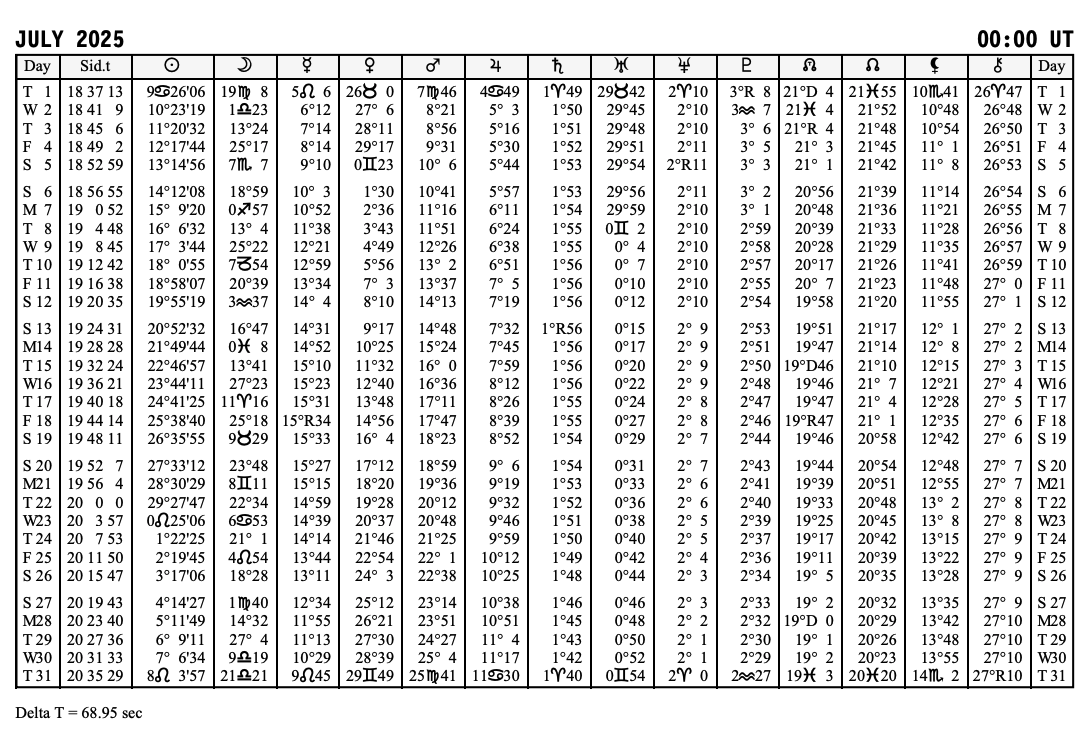 JULY 2025 00:00 UT
Day Sid.t ☉ ☽ ☿ ♀ ♂ ♃ ♄ ♅ ♆ ♇ ☊ ☊ ⚸ ⚷ Day
T 1 18 37 13 9♋26'06 19♍ 8 5♌ 6 26♉ 0 7♍46 4♋49 1♈49 29♉42 2♈10 3°R 8 21°D 4 21♓55 10♏41 26♈47 T 1
W 2 18 41 9 10°23'19 1♎23 6°12 27° 6 8°21 5° 3 1°50 29°45 2°10 3♒ 7 21♓ 4 21°52 10°48 26°48 W 2
T 3 18 45 6 11°20'32 13°24 7°14 28°11 8°56 5°16 1°51 29°48 2°10 3° 6 21°R 4 21°48 10°54 26°50 T 3
F 4 18 49 2 12°17'44 25°17 8°14 29°17 9°31 5°30 1°52 29°51 2°11 3° 5 21° 3 21°45 11° 1 26°51 F 4
S 5 18 52 59 13°14'56 7♏ 7 9°10 0♊23 10° 6 5°44 1°53 29°54 2°R11 3° 3 21° 1 21°42 11° 8 26°53 S 5
S 6 18 56 55 14°12'08 18°59 10° 3 1°30 10°41 5°57 1°53 29°56 2°11 3° 2 20°56 21°39 11°14 26°54 S 6
M 7 19 0 52 15° 9'20 0♐57 10°52 2°36 11°16 6°11 1°54 29°59 2°10 3° 1 20°48 21°36 11°21 26°55 M 7
T 8 19 4 48 16° 6'32 13° 4 11°38 3°43 11°51 6°24 1°55 0♊ 2 2°10 2°59 20°39 21°33 11°28 26°56 T 8
W 9 19 8 45 17° 3'44 25°22 12°21 4°49 12°26 6°38 1°55 0° 4 2°10 2°58 20°28 21°29 11°35 26°57 W 9
T 10 19 12 42 18° 0'55 7♑54 12°59 5°56 13° 2 6°51 1°56 0° 7 2°10 2°57 20°17 21°26 11°41 26°59 T 10
F 11 19 16 38 18°58'07 20°39 13°34 7° 3 13°37 7° 5 1°56 0°10 2°10 2°55 20° 7 21°23 11°48 27° 0 F 11
S 12 19 20 35 19°55'19 3♒37 14° 4 8°10 14°13 7°19 1°56 0°12 2°10 2°54 19°58 21°20 11°55 27° 1 S 12
S 13 19 24 31 20°52'32 16°47 14°31 9°17 14°48 7°32 1°R56 0°15 2° 9 2°53 19°51 21°17 12° 1 27° 2 S 13
M14 19 28 28 21°49'44 0♓ 8 14°52 10°25 15°24 7°45 1°56 0°17 2° 9 2°51 19°47 21°14 12° 8 27° 2 M14
T 15 19 32 24 22°46'57 13°41 15°10 11°32 16° 0 7°59 1°56 0°20 2° 9 2°50 19°D46 21°10 12°15 27° 3 T 15
W16 19 36 21 23°44'11 27°23 15°23 12°40 16°36 8°12 1°56 0°22 2° 9 2°48 19°46 21° 7 12°21 27° 4 W16
T 17 19 40 18 24°41'25 11♈16 15°31 13°48 17°11 8°26 1°55 0°24 2° 8 2°47 19°47 21° 4 12°28 27° 5 T 17
F 18 19 44 14 25°38'40 25°18 15°R34 14°56 17°47 8°39 1°55 0°27 2° 8 2°46 19°R47 21° 1 12°35 27° 6 F 18
S 19 19 48 11 26°35'55 9♉29 15°33 16° 4 18°23 8°52 1°54 0°29 2° 7 2°44 19°46 20°58 12°42 27° 6 S 19
S 20 19 52 7 27°33'12 23°48 15°27 17°12 18°59 9° 6 1°54 0°31 2° 7 2°43 19°44 20°54 12°48 27° 7 S 20
M21 19 56 4 28°30'29 8♊11 15°15 18°20 19°36 9°19 1°53 0°33 2° 6 2°41 19°39 20°51 12°55 27° 7 M21
T 22 20 0 0 29°27'47 22°34 14°59 19°28 20°12 9°32 1°52 0°36 2° 6 2°40 19°33 20°48 13° 2 27° 8 T 22
W23 20 3 57 0♌25'06 6♋53 14°39 20°37 20°48 9°46 1°51 0°38 2° 5 2°39 19°25 20°45 13° 8 27° 8 W23
T 24 20 7 53 1°22'25 21° 1 14°14 21°46 21°25 9°59 1°50 0°40 2° 5 2°37 19°17 20°42 13°15 27° 9 T 24
F 25 20 11 50 2°19'45 4♌54 13°44 22°54 22° 1 10°12 1°49 0°42 2° 4 2°36 19°11 20°39 13°22 27° 9 F 25
S 26 20 15 47 3°17'06 18°28 13°11 24° 3 22°38 10°25 1°48 0°44 2° 3 2°34 19° 5 20°35 13°28 27° 9 S 26
S 27 20 19 43 4°14'27 1♍40 12°34 25°12 23°14 10°38 1°46 0°46 2° 3 2°33 19° 2 20°32 13°35 27° 9 S 27
M28 20 23 40 5°11'49 14°32 11°55 26°21 23°51 10°51 1°45 0°48 2° 2 2°32 19°D 0 20°29 13°42 27°10 M28
T 29 20 27 36 6° 9'11 27° 4 11°13 27°30 24°27 11° 4 1°43 0°50 2° 1 2°30 19° 1 20°26 13°48 27°10 T 29
W30 20 31 33 7° 6'34 9♎19 10°29 28°39 25° 4 11°17 1°42 0°52 2° 1 2°29 19° 2 20°23 13°55 27°10 W30
T 31 20 35 29 8♌ 3'57 21♎21 9♌45 29♊49 25♍41 11♋30 1♈40 0♊54 2♈ 0 2♒27 19♓ 3 20♓20 14♏ 2 27°R10 T 31
Delta T = 68.95 sec